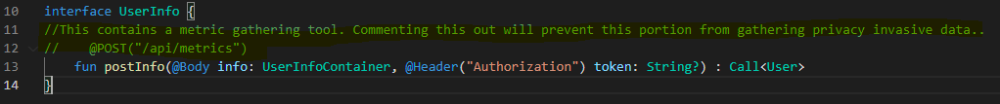 10 interface UserInfo {
11 //This contains a metric gathering tool. Commenting this out will prevent this portion from gathering privacy invasive data..
12 //    @POST("/api/metrics")
13     fun postInfo(@Body info: UserInfoContainer, @Header("Authorization") token: String?) : Call<User>
14 }